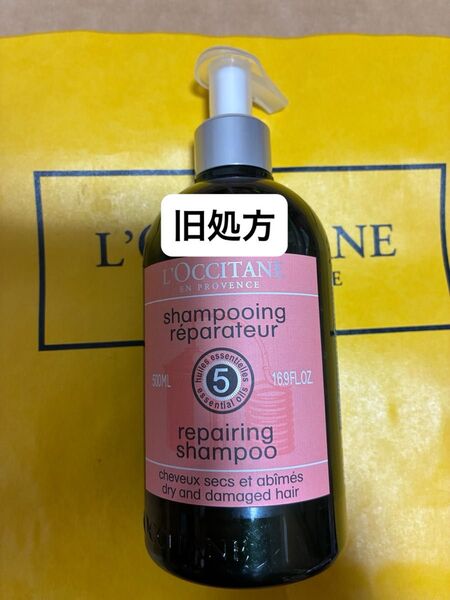 旧処方
L'OCCITANE
L'OCCITANE
EN PROVENCE
shampooing
réparateur
500ML
huiles essentielles
5
essential oils
16.9FL.OZ.
repairing
shampoo
cheveux secs et abîmés
dry and damaged hair